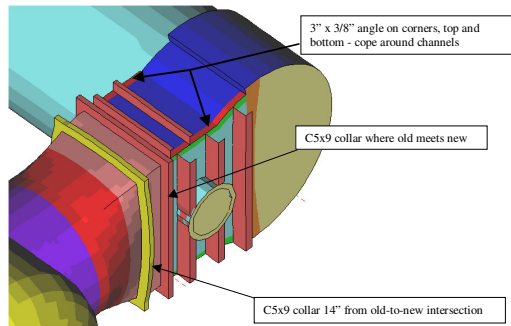 3” x 3/8” angle on corners, top and
bottom - cope around channels
C5x9 collar where old meets new
C5x9 collar 14” from old-to-new intersection